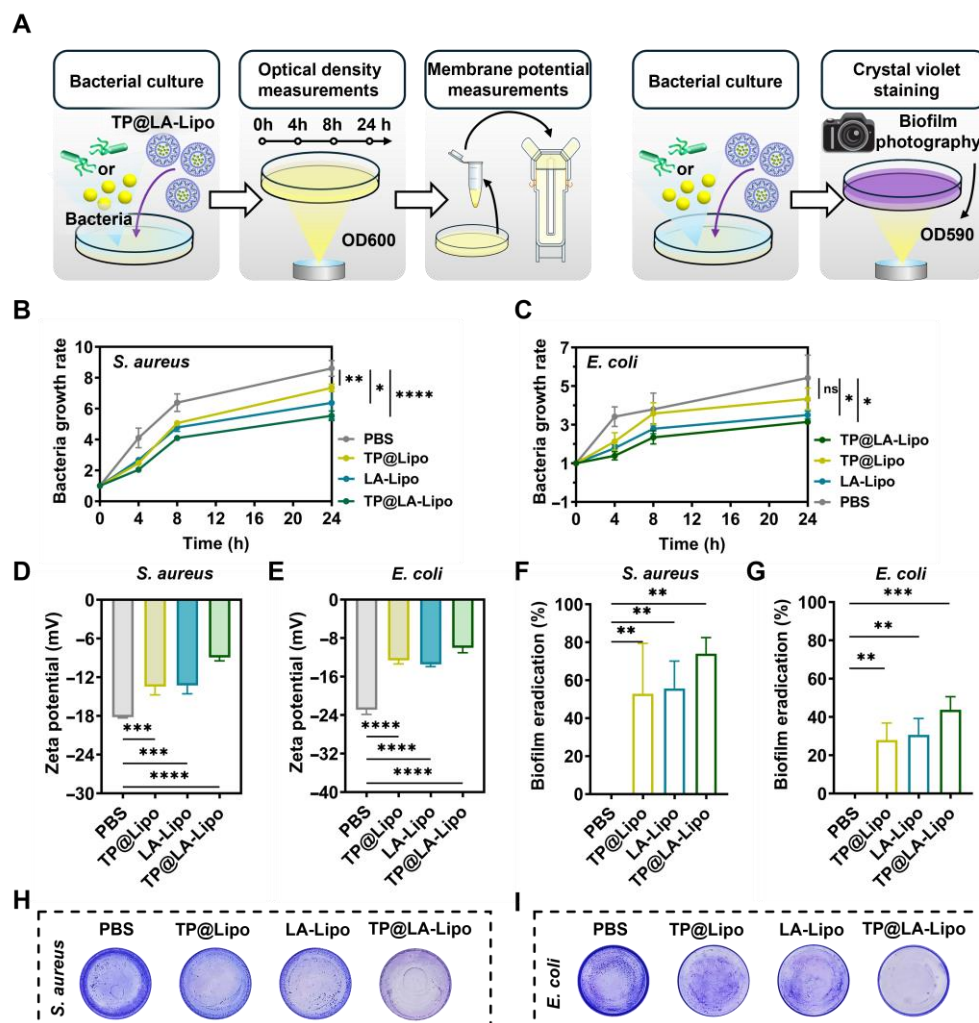 A
Bacterial culture
TP@LA-Lipo
or
Bacteria
Optical density
measurements
0h 4h 8h 24 h
OD600
Membrane potential
measurements
Bacterial culture
or
Crystal violet
staining
Biofilm
photography
OD590
B
Bacteria growth rate
10
8
6
4
2
0
S. aureus
** * ****
PBS
TP@Lipo
LA-Lipo
TP@LA-Lipo
0 4 8 12 16 20 24
Time (h)
C
Bacteria growth rate
7
5
3
1
−1
E. coli
ns * *
TP@LA-Lipo
TP@Lipo
LA-Lipo
PBS
0 4 8 12 16 20 24
Time (h)
D
S. aureus
Zeta potential (mV)
0
−6
−12
−18
−24
−30
***
***
****
PBS
TP@Lipo
LA-Lipo
TP@LA-Lipo
E
E. coli
Zeta potential (mV)
0
−8
−16
−24
−32
−40
****
****
****
PBS
TP@Lipo
LA-Lipo
TP@LA-Lipo
F
S. aureus
Biofilm eradication (%)
100
80
60
40
20
0
**
**
**
PBS
TP@Lipo
LA-Lipo
TP@LA-Lipo
G
E. coli
Biofilm eradication (%)
100
80
60
40
20
0
***
**
**
PBS
TP@Lipo
LA-Lipo
TP@LA-Lipo
H
S. aureus
PBS TP@Lipo LA-Lipo TP@LA-Lipo
I
E. coli
PBS TP@Lipo LA-Lipo TP@LA-Lipo